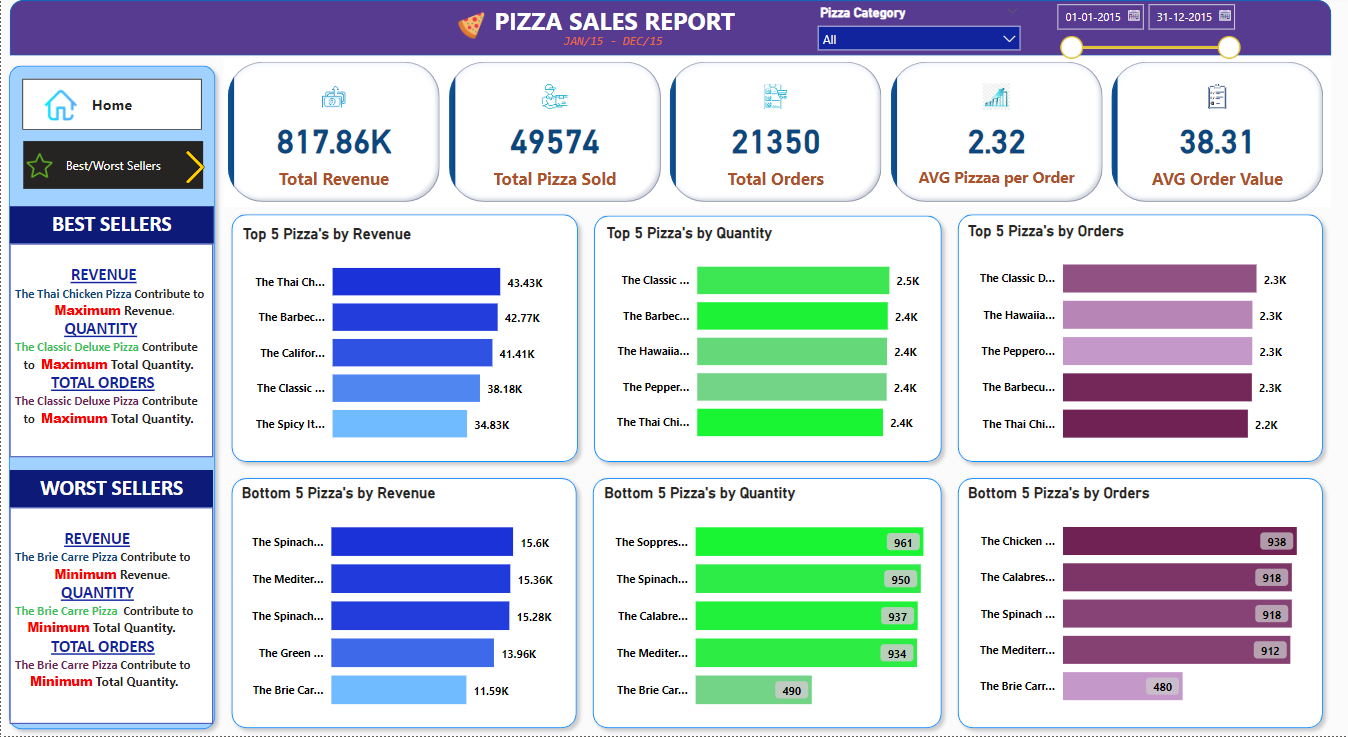 PIZZA SALES REPORT
JAN/15 - DEC/15
Pizza Category
All
01-01-2015
31-12-2015
Home
Best/Worst Sellers
817.86K
Total Revenue
49574
Total Pizza Sold
21350
Total Orders
2.32
AVG Pizzaa per Order
38.31
AVG Order Value
BEST SELLERS
REVENUE
The Thai Chicken Pizza Contribute to
Maximum Revenue.
QUANTITY
The Classic Deluxe Pizza Contribute
to Maximum Total Quantity.
TOTAL ORDERS
The Classic Deluxe Pizza Contribute
to Maximum Total Quantity.
WORST SELLERS
REVENUE
The Brie Carre Pizza Contribute to
Minimum Revenue.
QUANTITY
The Brie Carre Pizza Contribute to
Minimum Total Quantity.
TOTAL ORDERS
The Brie Carre Pizza Contribute to
Minimum Total Quantity.
Top 5 Pizza's by Revenue
The Thai Ch... 43.43K
The Barbec... 42.77K
The Califor... 41.41K
The Classic ... 38.18K
The Spicy It... 34.83K
Top 5 Pizza's by Quantity
The Classic ... 2.5K
The Barbec... 2.4K
The Hawaiia... 2.4K
The Pepper... 2.4K
The Thai Chi... 2.4K
Top 5 Pizza's by Orders
The Classic D... 2.3K
The Hawaiia... 2.3K
The Peppero... 2.3K
The Barbecu... 2.3K
The Thai Chi... 2.2K
Bottom 5 Pizza's by Revenue
The Spinach... 15.6K
The Mediter... 15.36K
The Spinach... 15.28K
The Green ... 13.96K
The Brie Car... 11.59K
Bottom 5 Pizza's by Quantity
The Soppres... 961
The Spinach... 950
The Calabre... 937
The Mediter... 934
The Brie Car... 490
Bottom 5 Pizza's by Orders
The Chicken ... 938
The Calabres... 918
The Spinach ... 918
The Mediterr... 912
The Brie Carr... 480